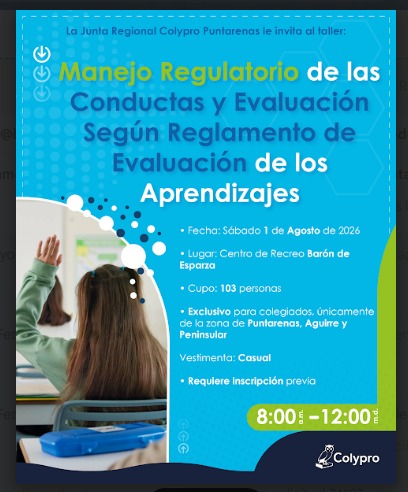 La Junta Regional Colypro Puntarenas le invita al taller:
Manejo Regulatorio de las
Conductas y Evaluación
Según Reglamento de
Evaluación de los
Aprendizajes
• Fecha: Sábado 1 de Agosto de 2026
• Lugar: Centro de Recreo Barón de
Esparza
• Cupo: 103 personas
• Exclusivo para colegiados, únicamente
de la zona de Puntarenas, Aguirre y
Peninsular
Vestimenta: Casual
• Requiere inscripción previa
8:00 a.m. –12:00 m.d.
Colypro